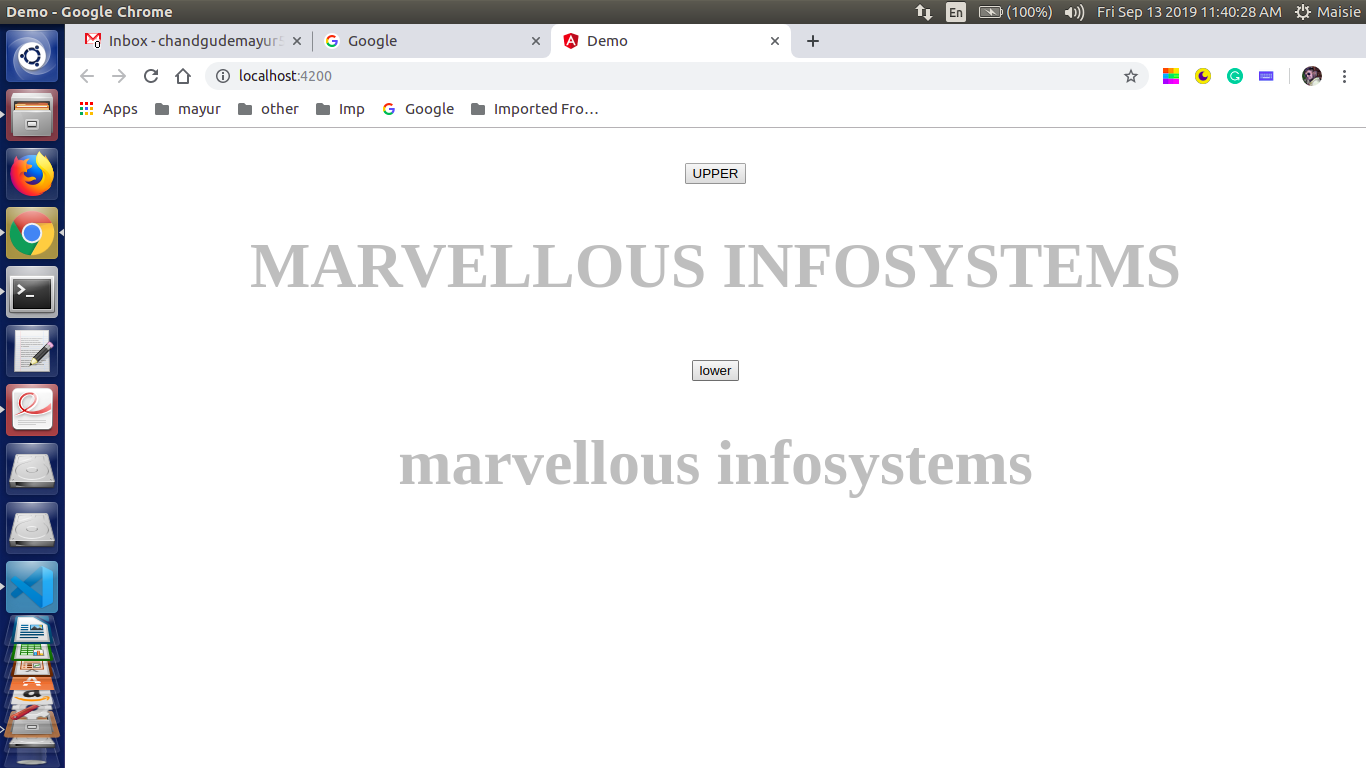 Demo - Google Chrome
En (100%) Fri Sep 13 2019 11:40:28 AM Maisie
Inbox - chandgudemayur
Google
Demo
localhost:4200
Apps mayur other Imp Google Imported Fro…
UPPER
MARVELLOUS INFOSYSTEMS
lower
marvellous infosystems